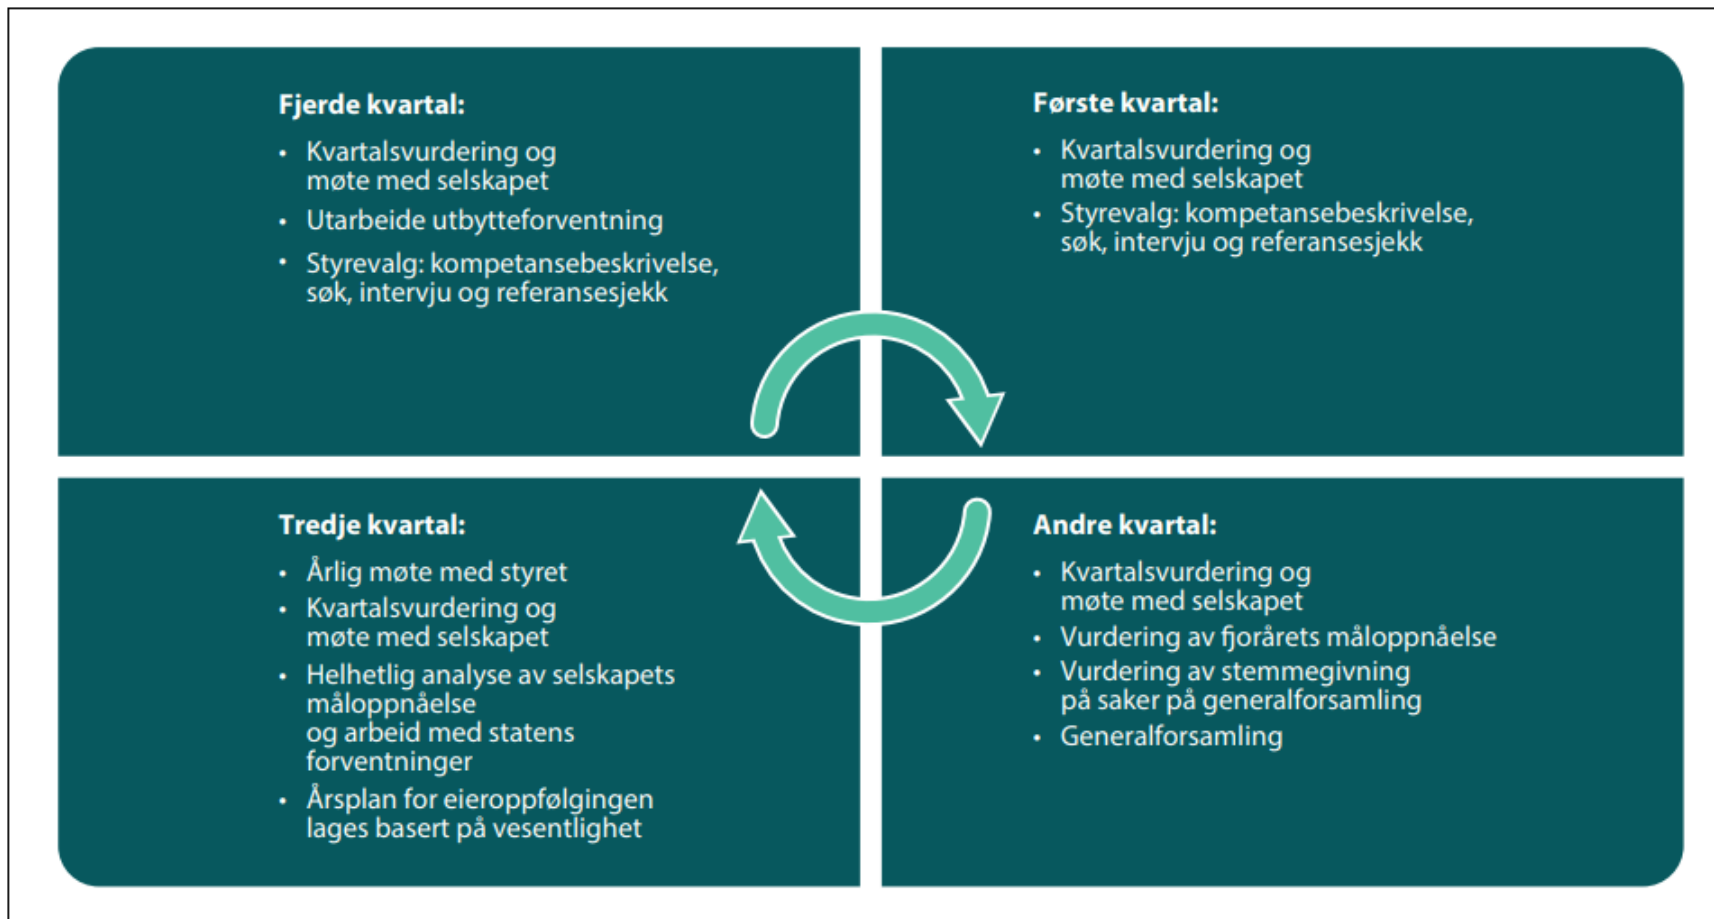 Fjerde kvartal:
• Kvartalsvurdering og
møte med selskapet
• Utarbeide utbytteforventning
• Styrevalg: kompetansebeskrivelse,
søk, intervju og referansesjekk
Første kvartal:
• Kvartalsvurdering og
møte med selskapet
• Styrevalg: kompetansebeskrivelse,
søk, intervju og referansesjekk
Tredje kvartal:
• Årlig møte med styret
• Kvartalsvurdering og
møte med selskapet
• Helhetlig analyse av selskapets
måloppnåelse
og arbeid med statens
forventninger
• Årsplan for eieroppfølgingen
lages basert på vesentlighet
Andre kvartal:
• Kvartalsvurdering og
møte med selskapet
• Vurdering av fjorårets måloppnåelse
• Vurdering av stemmegivning
på saker på generalforsamling
• Generalforsamling